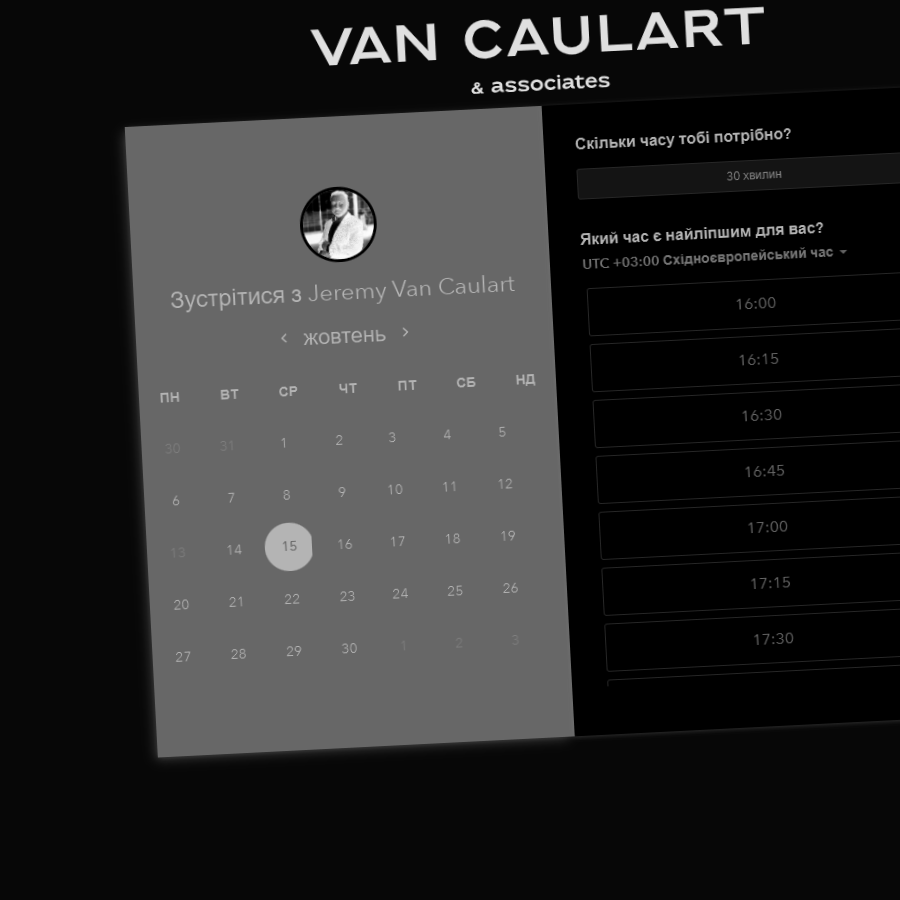 VAN CAULART
& associates
Зустрітися з Jeremy Van Caulart
‹ жовтень ›
ПН ВТ СР ЧТ ПТ СБ НД
30 31 1 2 3 4 5
6 7 8 9 10 11 12
13 14 15 16 17 18 19
20 21 22 23 24 25 26
27 28 29 30 1 2 3
Скільки часу тобі потрібно?
30 хвилин
Який час є найліпшим для вас?
UTC +03:00 Східноєвропейський час
16:00
16:15
16:30
16:45
17:00
17:15
17:30